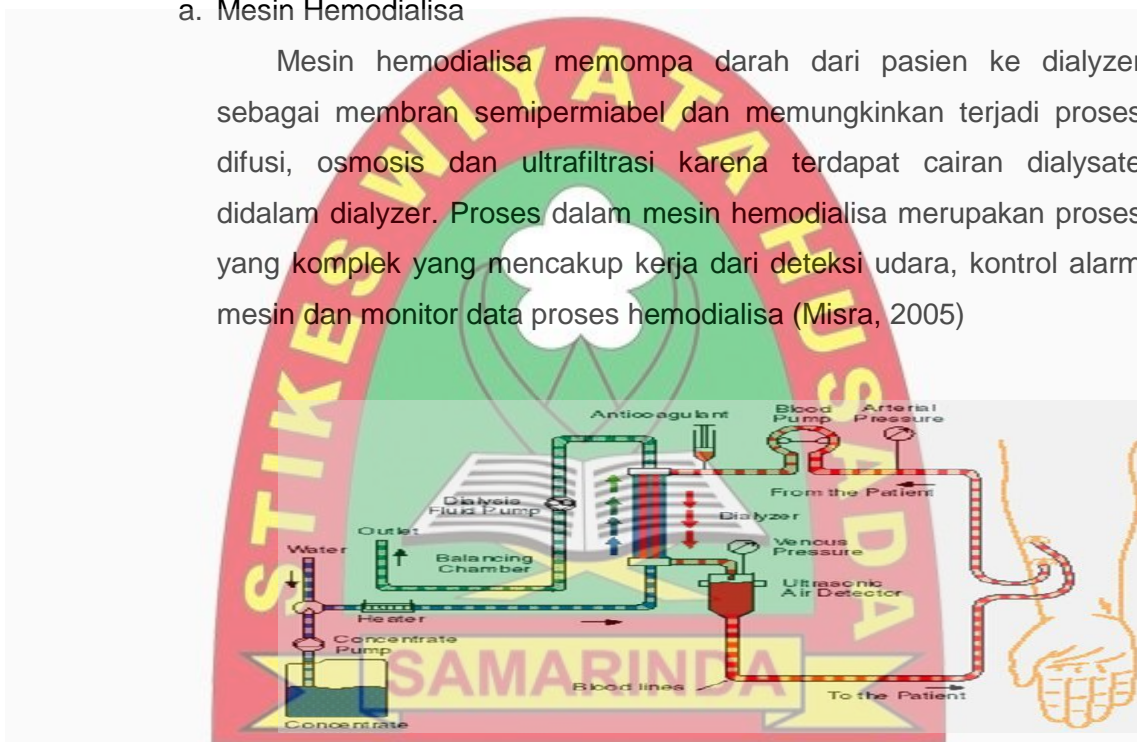 a. Mesin Hemodialisa
Mesin hemodialisa memompa darah dari pasien ke dialyzer
sebagai membran semipermiabel dan memungkinkan terjadi proses
difusi, osmosis dan ultrafiltrasi karena terdapat cairan dialysate
didalam dialyzer. Proses dalam mesin hemodialisa merupakan proses
yang komplek yang mencakup kerja dari deteksi udara, kontrol alarm
mesin dan monitor data proses hemodialisa (Misra, 2005)
STIKES WIYATA HUSADA
SAMARINDA
Anticoagulant
Blood
Pump
Arterial
Pressure
From the Patient
Dialysis
Fluid Pump
Dialyzer
Outlet
Venous
Pressure
Water
Balancing
Chamber
Ultrasonic
Air Detector
Heater
Concentrate
Pump
Blood lines
To the Patient
Concentrate